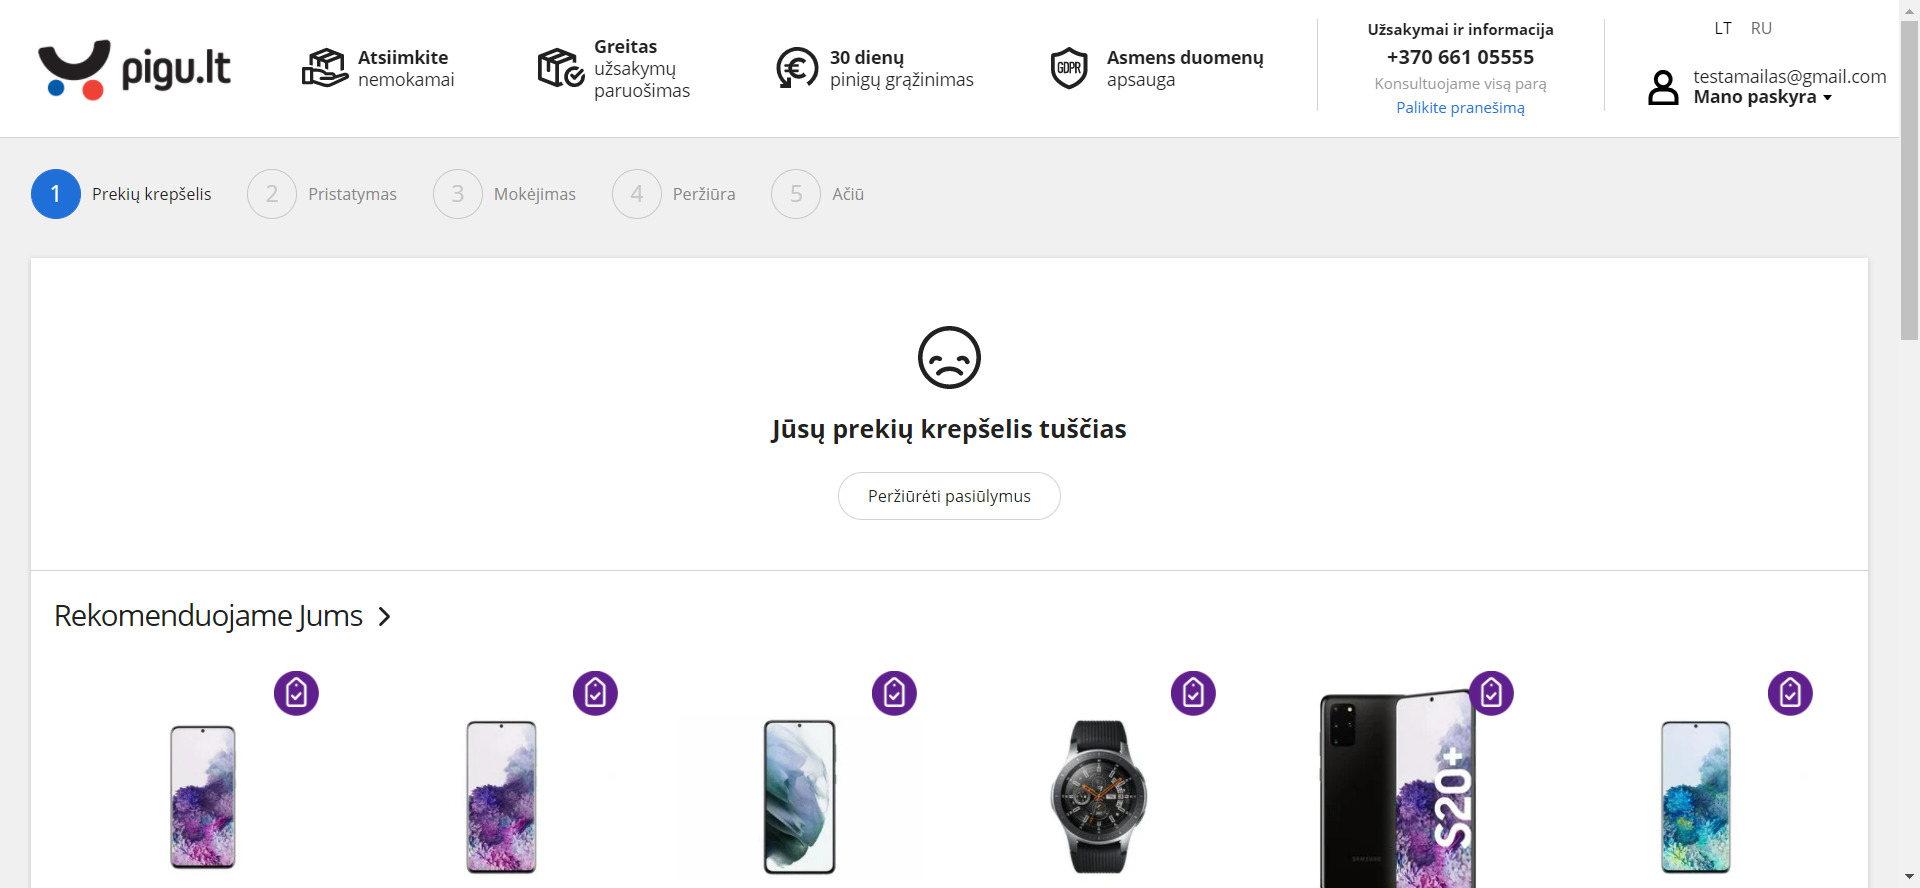 pigu.lt
Atsiimkite
nemokamai
Greitas
užsakymų
paruošimas
30 dienų
pinigų grąžinimas
GDPR
Asmens duomenų
apsauga
Užsakymai ir informacija
+370 661 05555
Konsultuojame visą parą
Palikite pranešimą
LT RU
testamailas@gmail.com
Mano paskyra
1 Prekių krepšelis 2 Pristatymas 3 Mokėjimas 4 Peržiūra 5 Ačiū
Jūsų prekių krepšelis tuščias
Peržiūrėti pasiūlymus
Rekomenduojame Jums
S20+
SAMSUNG